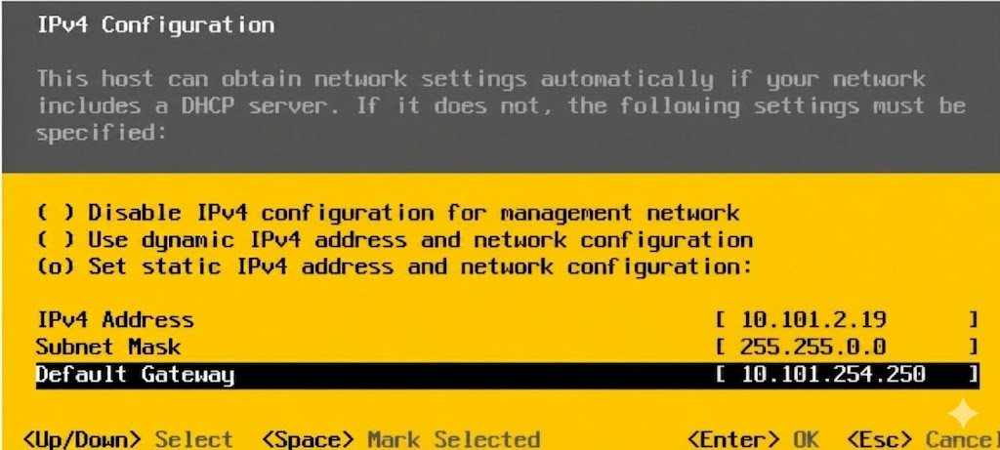 IPv4 Configuration
This host can obtain network settings automatically if your network
includes a DHCP server. If it does not, the following settings must be
specified:
( ) Disable IPv4 configuration for management network
( ) Use dynamic IPv4 address and network configuration
(o) Set static IPv4 address and network configuration:
IPv4 Address [ 10.101.2.19 ]
Subnet Mask [ 255.255.0.0 ]
Default Gateway [ 10.101.254.250 ]
<Up/Down> Select <Space> Mark Selected <Enter> OK <Esc> Cancel